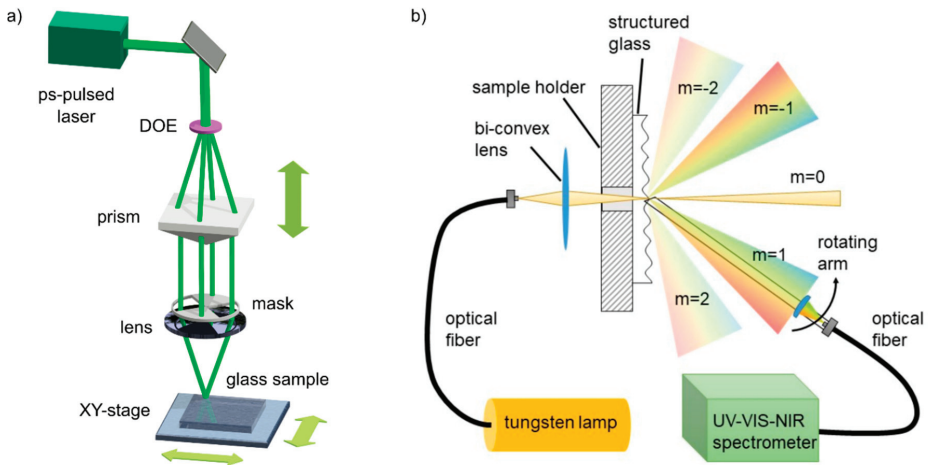 a)
ps-pulsed
laser
DOE
prism
mask
lens
glass sample
XY-stage
b)
structured
glass
sample holder
bi-convex
lens
m=-2
m=-1
m=0
m=1
m=2
rotating
arm
optical
fiber
optical
fiber
tungsten lamp
UV-VIS-NIR
spectrometer